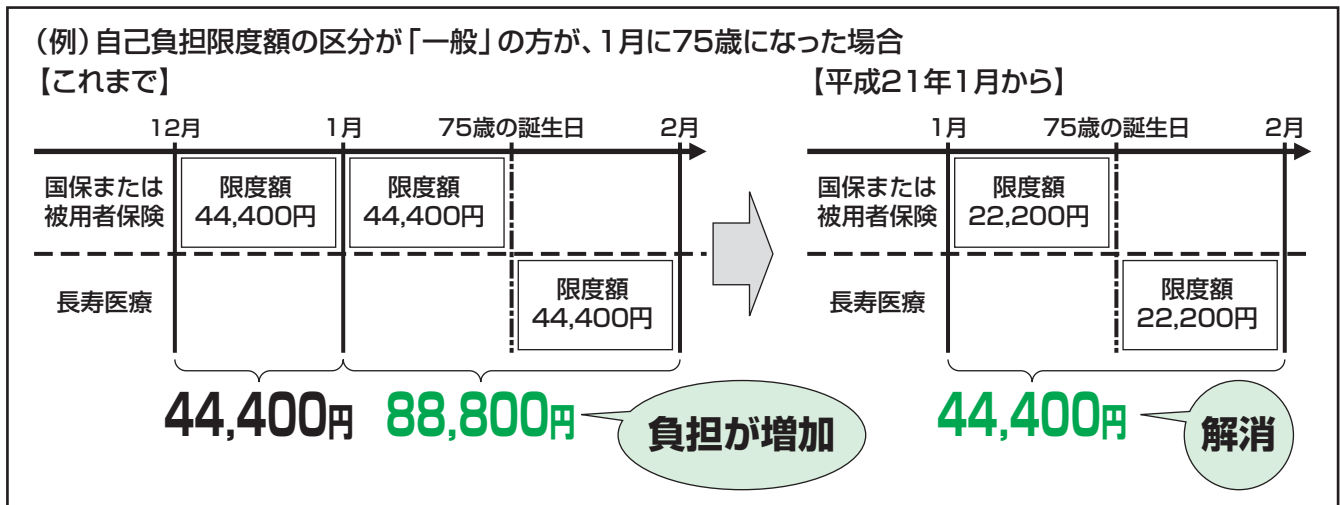 （例）自己負担限度額の区分が「一般」の方が、1月に75歳になった場合
【これまで】
12月
1月
75歳の誕生日
2月
国保または
被用者保険
限度額
44,400円
限度額
44,400円
長寿医療
限度額
44,400円
44,400円
88,800円
負担が増加
【平成21年1月から】
1月
75歳の誕生日
2月
国保または
被用者保険
限度額
22,200円
長寿医療
限度額
22,200円
44,400円
解消